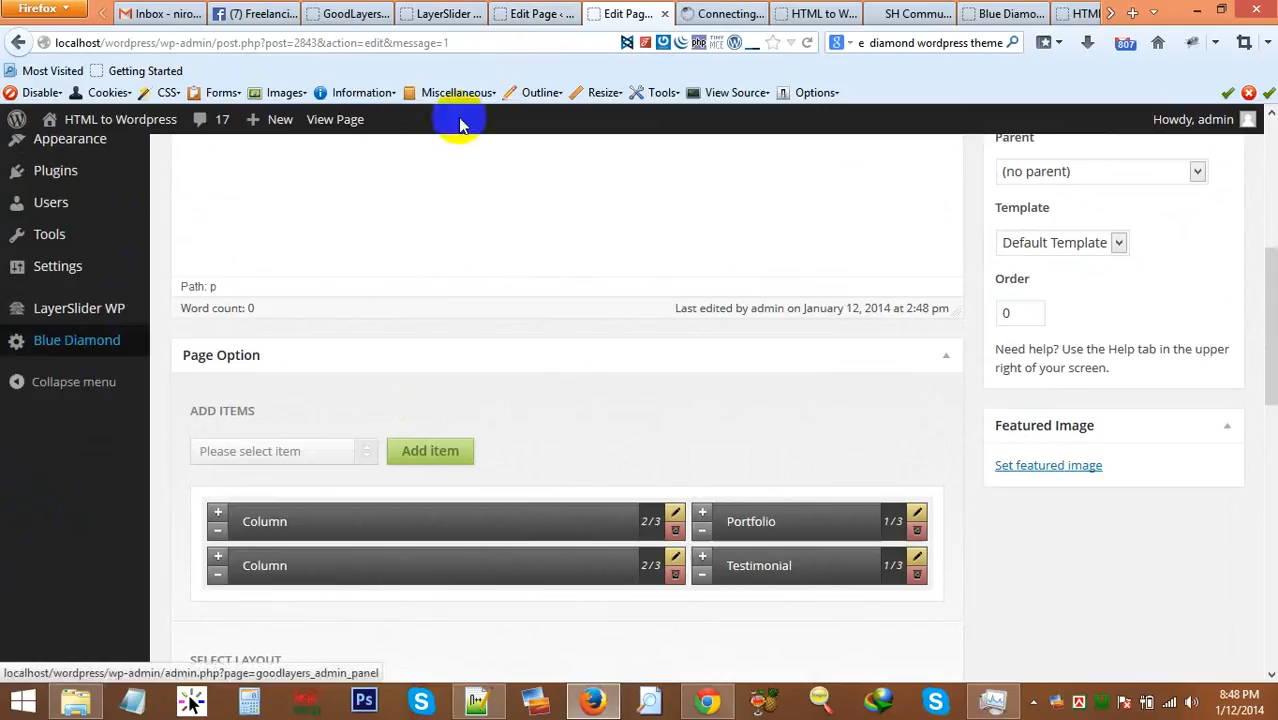 Firefox
Inbox - niro...
(7) Freelanci...
GoodLayers...
LayerSlider ...
Edit Page ‹ ...
Edit Pag...
Connecting...
HTML to W...
SH Commu...
Blue Diamo...
HTML
localhost/wordpress/wp-admin/post.php?post=2843&action=edit&message=1
e diamond wordpress theme
807
Most Visited
Getting Started
Disable
Cookies
CSS
Forms
Images
Information
Miscellaneous
Outline
Resize
Tools
View Source
Options
HTML to Wordpress
17
New
View Page
Howdy, admin
Appearance
Plugins
Users
Tools
Settings
LayerSlider WP
Blue Diamond
Collapse menu
Path: p
Word count: 0
Last edited by admin on January 12, 2014 at 2:48 pm
Page Option
ADD ITEMS
Please select item
Add item
Column
2/3
Portfolio
1/3
Column
2/3
Testimonial
1/3
SELECT LAYOUT
Parent
(no parent)
Template
Default Template
Order
0
Need help? Use the Help tab in the upper
right of your screen.
Featured Image
Set featured image
localhost/wordpress/wp-admin/admin.php?page=goodlayers_admin_panel
8:48 PM
1/12/2014